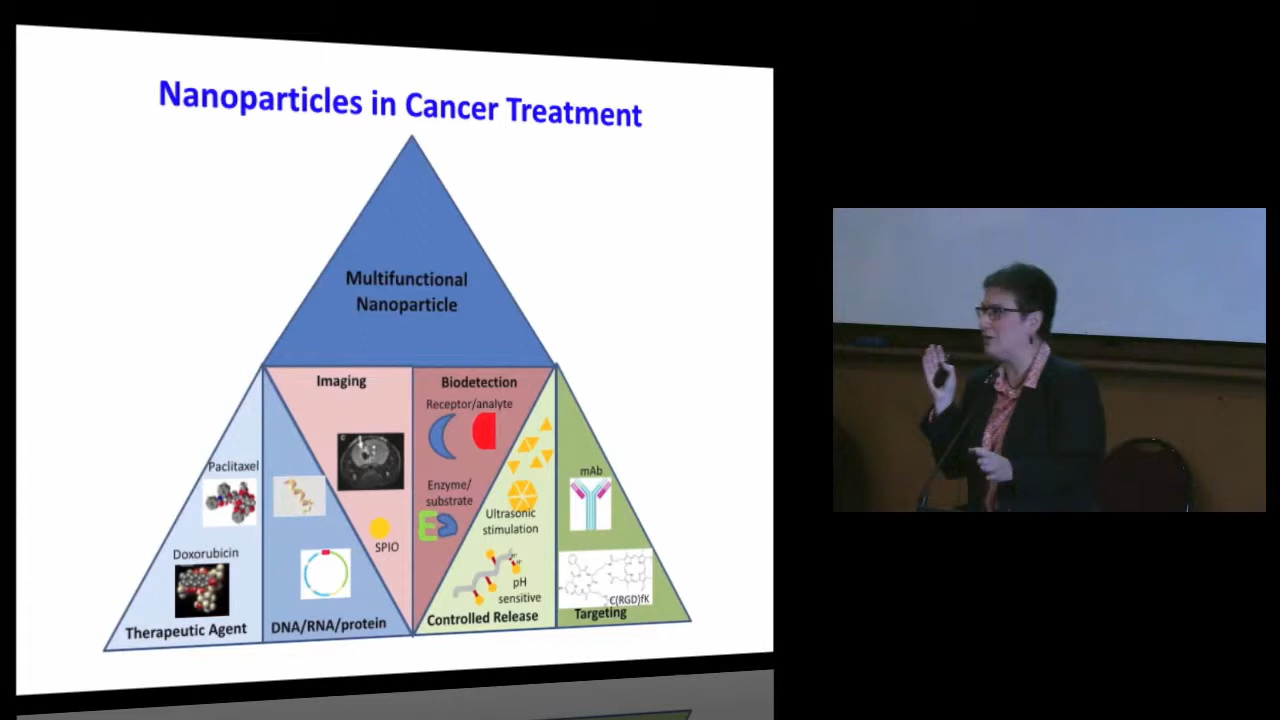 Nanoparticles in Cancer Treatment
Multifunctional
Nanoparticle
Imaging
Biodetection
Receptor/analyte
Paclitaxel
Enzyme/
substrate
mAb
SPIO
Ultrasonic
stimulation
Doxorubicin
pH
sensitive
C(RGD)fK
Therapeutic Agent
DNA/RNA/protein
Controlled Release
Targeting